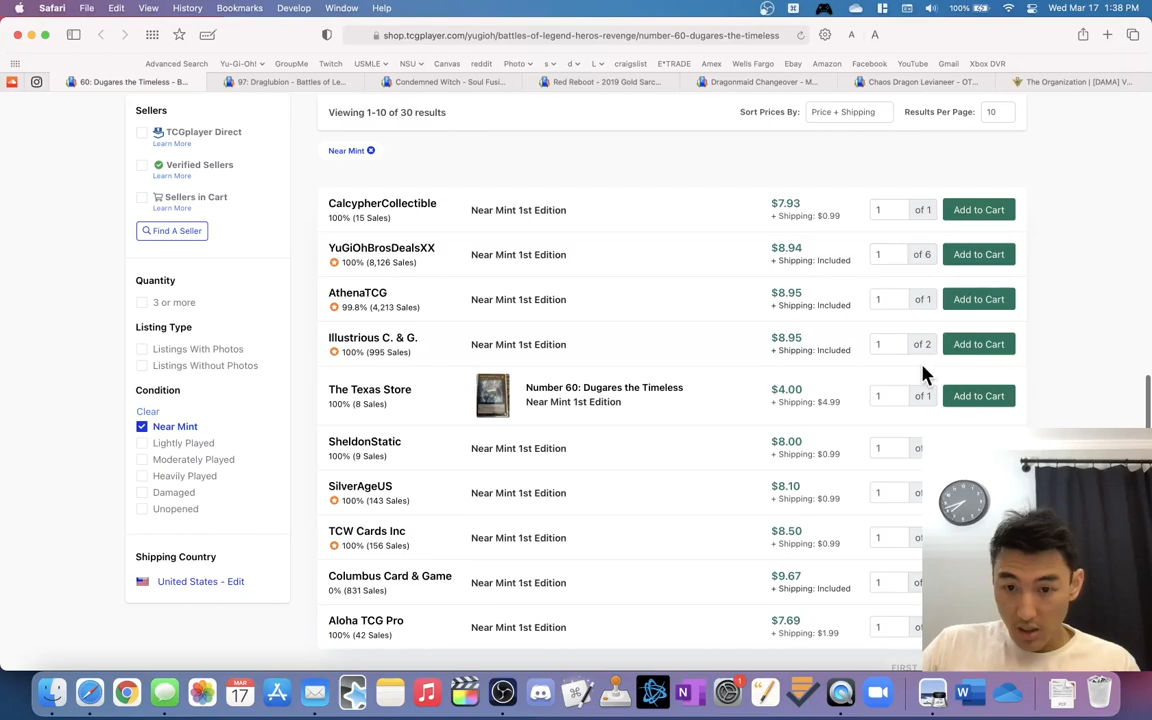 Safari File Edit View History Bookmarks Develop Window Help 100% Wed Mar 17 1:38 PM
shop.tcgplayer.com/yugioh/battles-of-legend-heros-revenge/number-60-dugares-the-timeless A A
Advanced Search Yu-Gi-Oh! GroupMe Twitch USMLE NSU Canvas reddit Photo s d L craigslist E*TRADE Amex Wells Fargo Ebay Amazon Facebook YouTube Gmail Xbox DVR
60: Dugares the Timeless - B... 97: Draglubion - Battles of Le... Condemned Witch - Soul Fusi... Red Reboot - 2019 Gold Sarc... Dragonmaid Changeover - M... Chaos Dragon Levianeer - OT... The Organization | [DAMA] V...
Sellers
TCGplayer Direct
Learn More
Verified Sellers
Learn More
Sellers in Cart
Learn More
Find A Seller
Quantity
3 or more
Listing Type
Listings With Photos
Listings Without Photos
Condition
Clear
Near Mint
Lightly Played
Moderately Played
Heavily Played
Damaged
Unopened
Shipping Country
United States - Edit
Viewing 1-10 of 30 results Sort Prices By: Price + Shipping Results Per Page: 10
Near Mint
CalcypherCollectible Near Mint 1st Edition $7.93 1 of 1 Add to Cart
100% (15 Sales) + Shipping: $0.99
YuGiOhBrosDealsXX Near Mint 1st Edition $8.94 1 of 6 Add to Cart
100% (8,126 Sales) + Shipping: Included
AthenaTCG Near Mint 1st Edition $8.95 1 of 1 Add to Cart
99.8% (4,213 Sales) + Shipping: Included
Illustrious C. & G. Near Mint 1st Edition $8.95 1 of 2 Add to Cart
100% (995 Sales) + Shipping: Included
The Texas Store Number 60: Dugares the Timeless $4.00 1 of 1 Add to Cart
100% (8 Sales) Near Mint 1st Edition + Shipping: $4.99
SheldonStatic Near Mint 1st Edition $8.00 1
100% (9 Sales) + Shipping: $0.99
SilverAgeUS Near Mint 1st Edition $8.10 1
100% (143 Sales) + Shipping: $0.99
TCW Cards Inc Near Mint 1st Edition $8.50 1
100% (156 Sales) + Shipping: $0.99
Columbus Card & Game Near Mint 1st Edition $9.67 1
0% (831 Sales) + Shipping: Included
Aloha TCG Pro Near Mint 1st Edition $7.69 1
100% (42 Sales) + Shipping: $1.99
FIRST
MAR
17